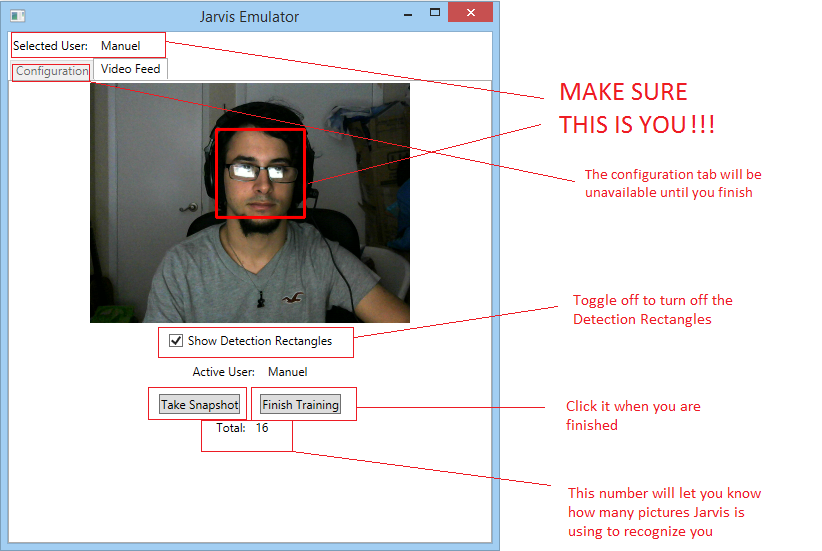 Jarvis Emulator
Selected User: Manuel
Configuration Video Feed
MAKE SURE
THIS IS YOU!!!
The configuration tab will be
unavailable until you finish
Toggle off to turn off the
Detection Rectangles
Show Detection Rectangles
Active User: Manuel
Take Snapshot Finish Training
Click it when you are
finished
Total: 16
This number will let you know
how many pictures Jarvis is
using to recognize you